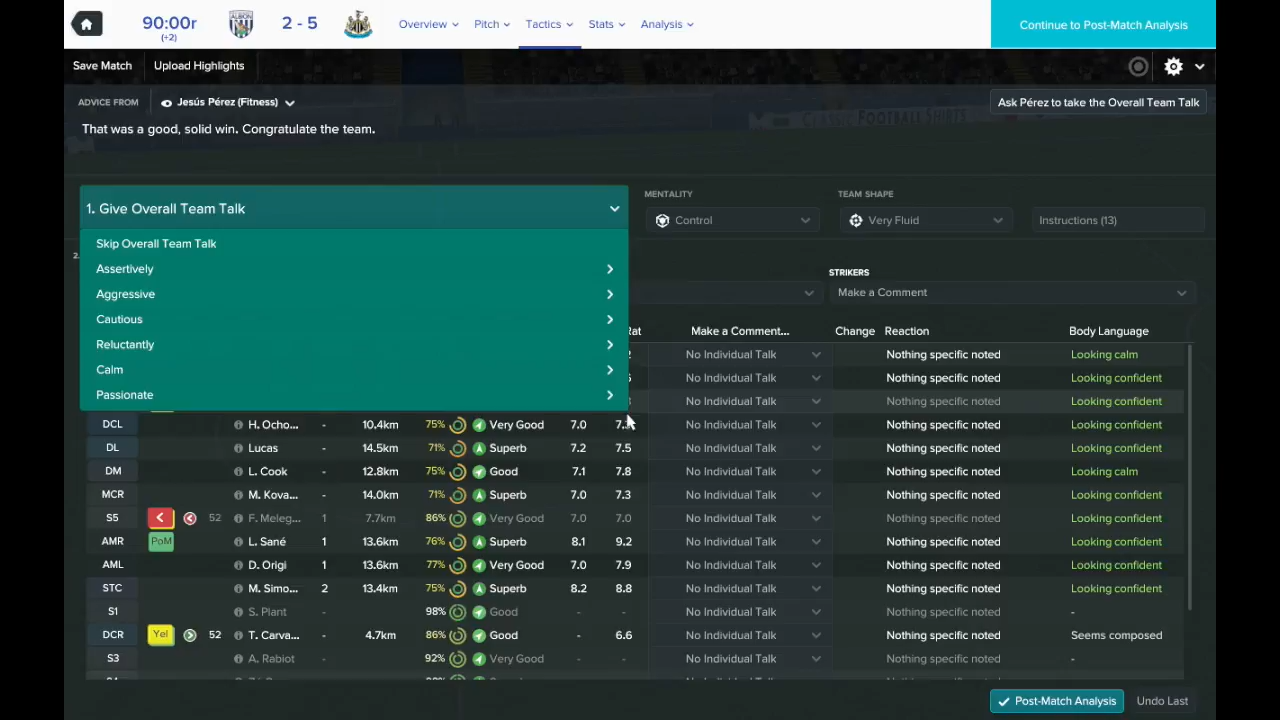 90:00r (+2) ALBION 2 - 5 Overview Pitch Tactics Stats Analysis Continue to Post-Match Analysis
Save Match Upload Highlights
ADVICE FROM Jesús Pérez (Fitness) Ask Pérez to take the Overall Team Talk
That was a good, solid win. Congratulate the team.
MENTALITY TEAM SHAPE
1. Give Overall Team Talk Control Very Fluid Instructions (13)
Skip Overall Team Talk
2.
Assertively STRIKERS
Aggressive Make a Comment
Cautious
Reluctantly
Calm
Passionate
Rat Make a Comment... Change Reaction Body Language
No Individual Talk Nothing specific noted Looking calm
No Individual Talk Nothing specific noted Looking confident
No Individual Talk Nothing specific noted Looking confident
DCL H. Ocho... - 10.4km 75% Very Good 7.0 No Individual Talk Nothing specific noted Looking confident
DL Lucas - 14.5km 71% Superb 7.2 7.5 No Individual Talk Nothing specific noted Looking confident
DM L. Cook - 12.8km 75% Good 7.1 7.8 No Individual Talk Nothing specific noted Looking calm
MCR M. Kova... - 14.0km 71% Superb 7.0 7.3 No Individual Talk Nothing specific noted Looking confident
S5 52 F. Meleg... 1 7.7km 86% Very Good 7.0 7.0 No Individual Talk Nothing specific noted Looking confident
AMR PoM L. Sané 1 13.6km 76% Superb 8.1 9.2 No Individual Talk Nothing specific noted Looking confident
AML D. Origi 1 13.6km 77% Very Good 7.0 7.9 No Individual Talk Nothing specific noted Looking confident
STC M. Simo... 2 13.4km 75% Superb 8.2 8.8 No Individual Talk Nothing specific noted Looking confident
S1 S. Plant - 98% Good - - No Individual Talk Nothing specific noted -
DCR Yel 52 T. Carva... - 4.7km 86% Good - 6.6 No Individual Talk Nothing specific noted Seems composed
S3 A. Rabiot - 92% Very Good - - No Individual Talk Nothing specific noted -
Post-Match Analysis Undo Last